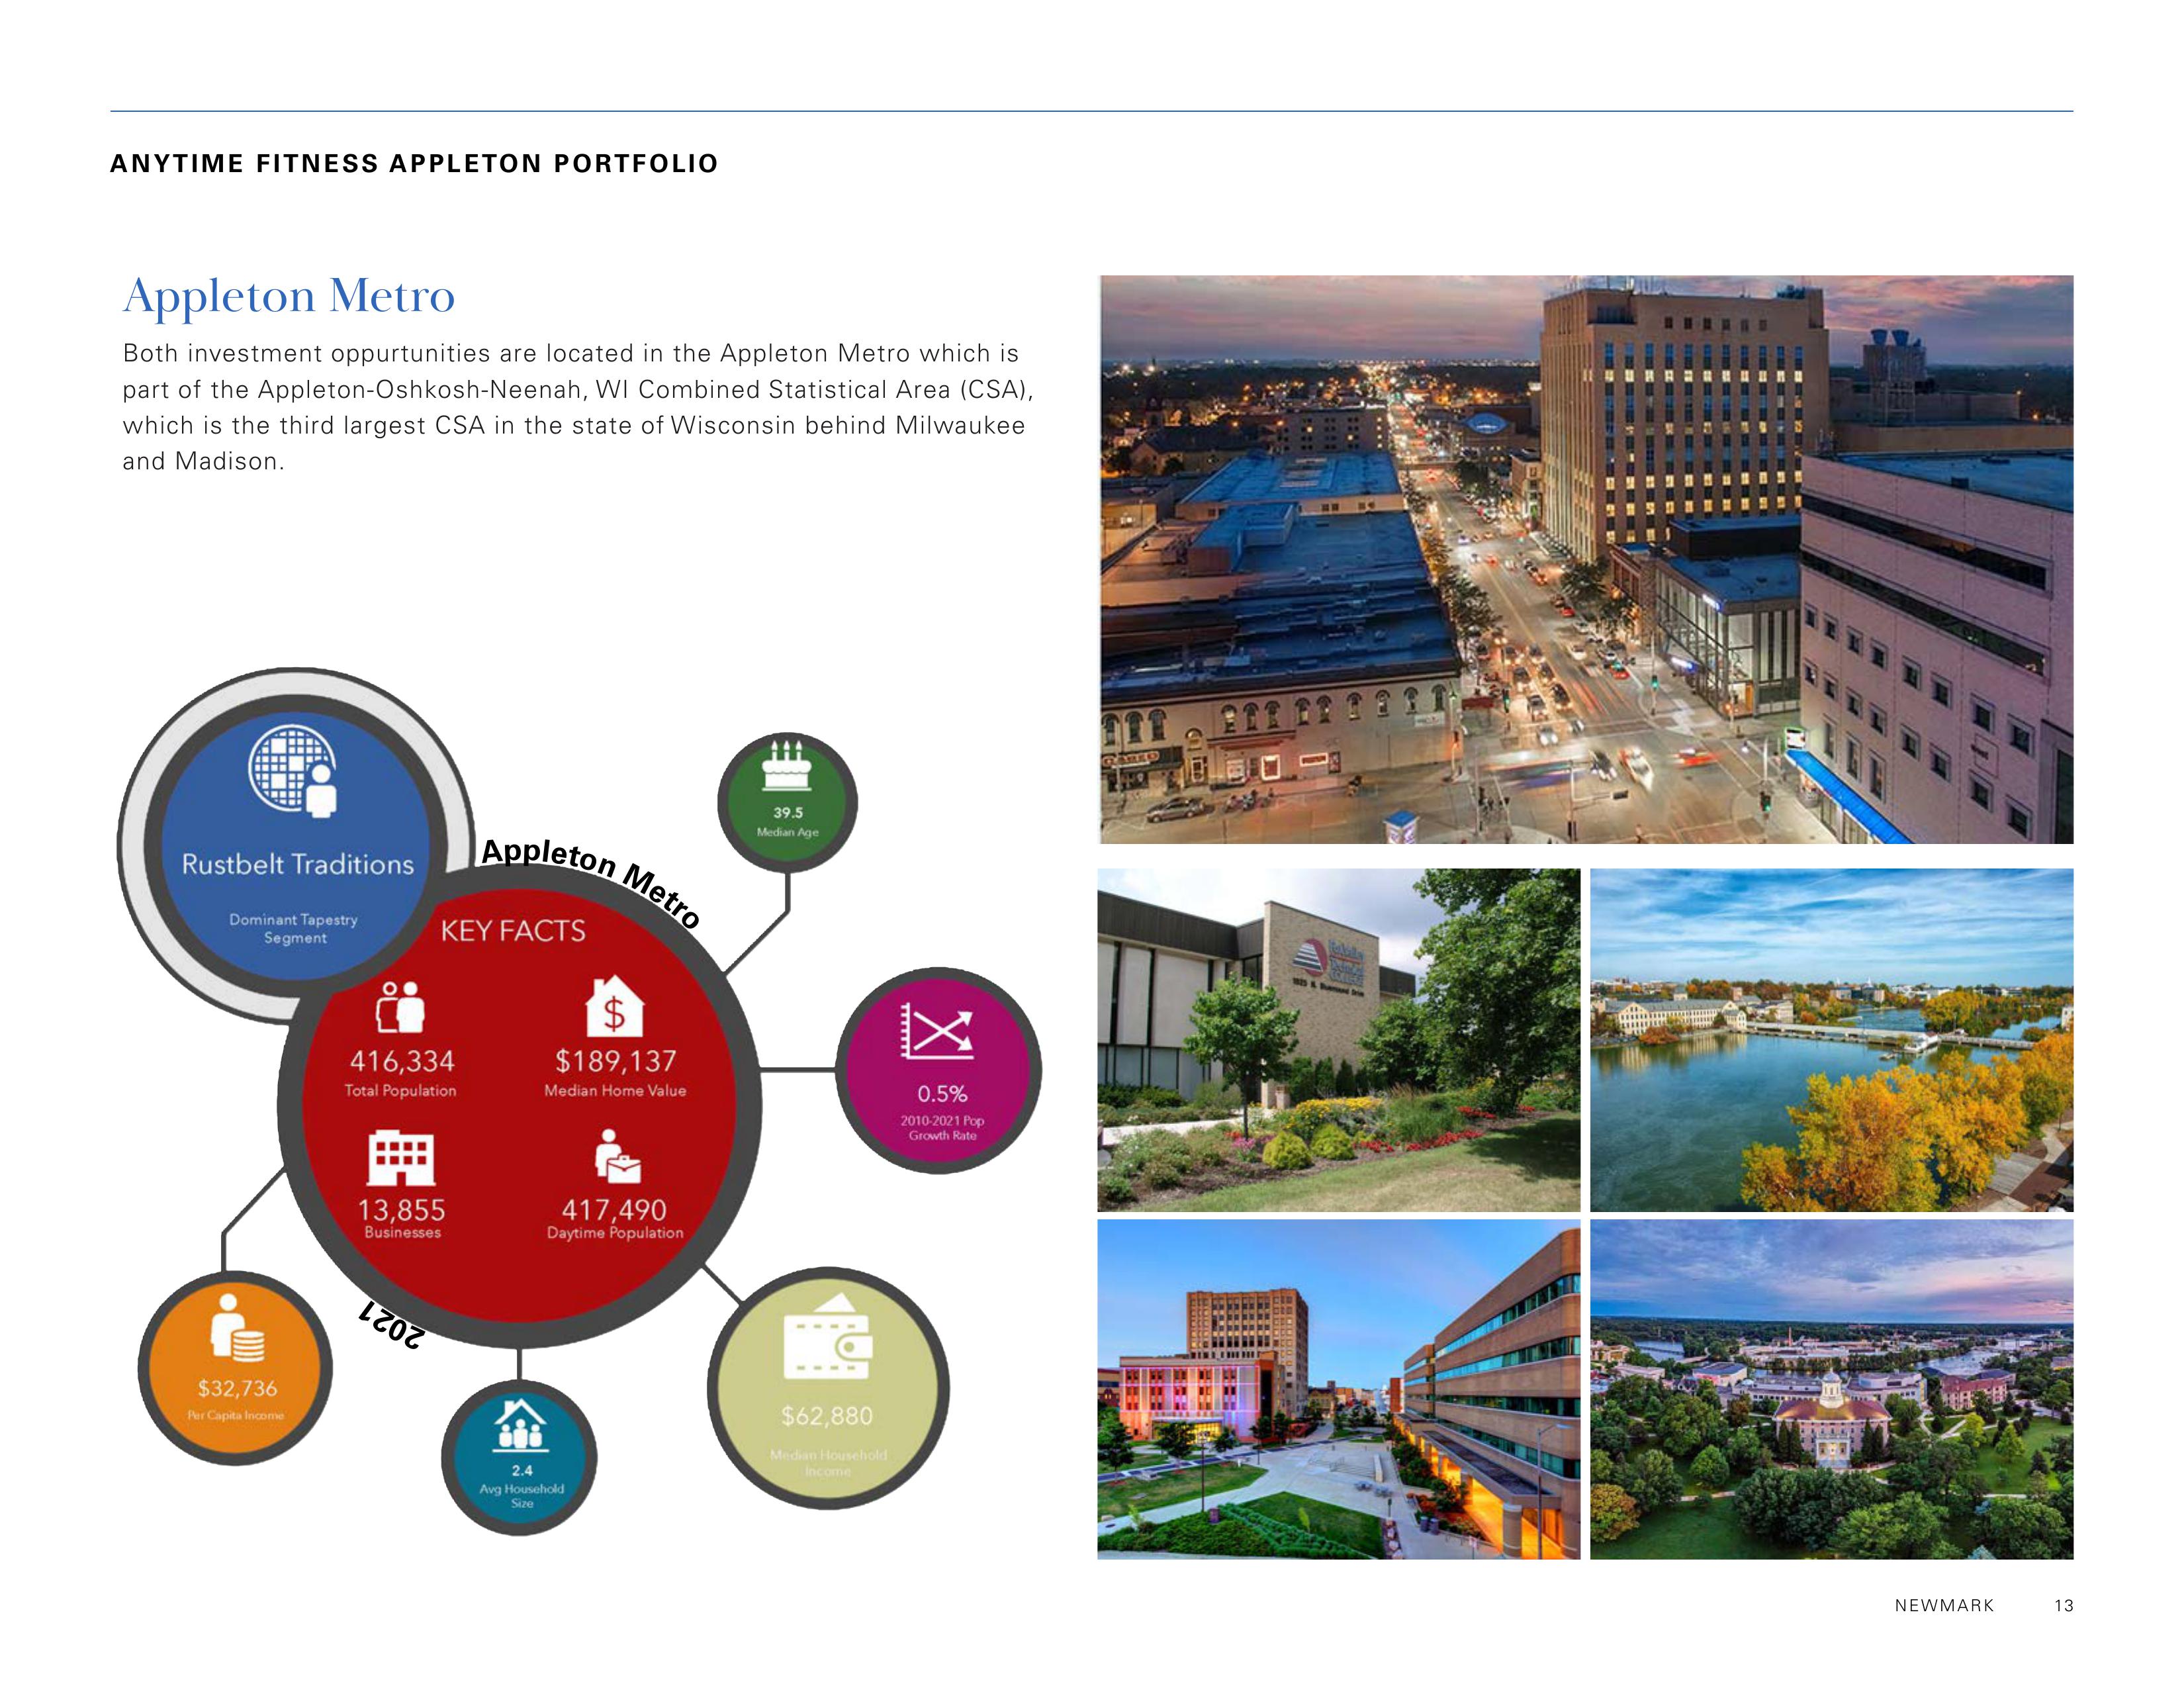 ANYTIME FITNESS APPLETON PORTFOLIO
Appleton Metro
Both investment oppurtunities are located in the Appleton Metro which is
part of the Appleton-Oshkosh-Neenah, WI Combined Statistical Area (CSA),
which is the third largest CSA in the state of Wisconsin behind Milwaukee
and Madison.
Rustbelt Traditions
Dominant Tapestry
Segment
Appleton Metro
39.5
Median Age
KEY FACTS
416,334
Total Population
$189,137
Median Home Value
13,855
Businesses
417,490
Daytime Population
0.5%
2010-2021 Pop
Growth Rate
2021
$32,736
Per Capita Income
2.4
Avg Household
Size
$62,880
Median Household
Income
NEWMARK
13